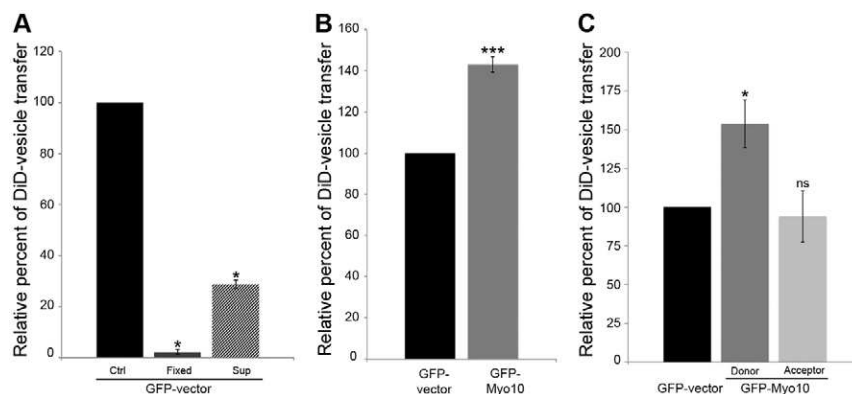 A
Relative percent of DiD-vesicle transfer
120
100
80
60
40
20
0
*
*
Ctrl Fixed Sup
GFP-vector
B
Relative percent of DiD-vesicle transfer
160
140
120
100
80
60
40
20
0
***
GFP-
vector
GFP-
Myo10
C
Relative percent of DiD-vesicle transfer
200
175
150
125
100
75
50
25
0
*
ns
Donor Acceptor
GFP-vector GFP-Myo10